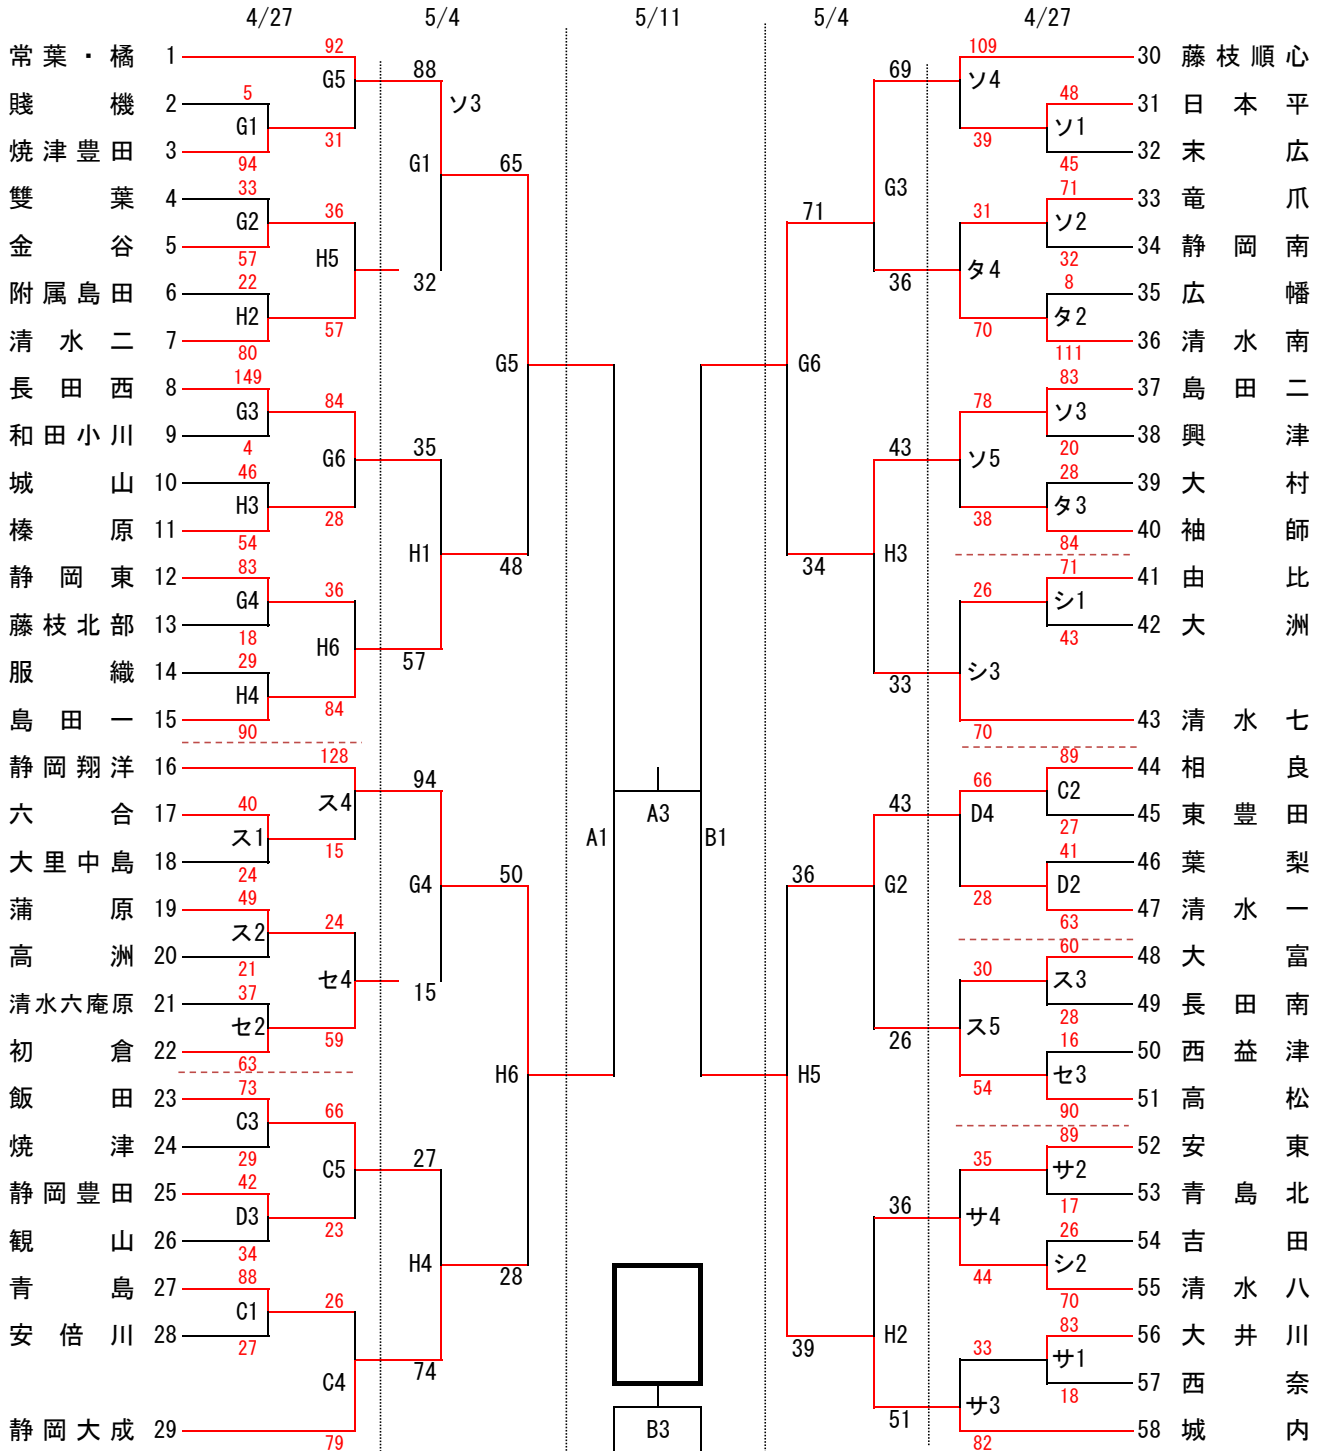 4/27 5/4 5/11 5/4 4/27
常葉・橘 1 92 88 69 109 30 藤枝順心
G5 ソ4
賤機 2 5 ソ3 48 31 日本平
G1 ソ1
焼津豊田 3 94 31 G1 65 39 45 32 末広
雙葉 4 33 36 G3 31 71 33 竜爪
G2 71 ソ2
金谷 5 57 H5 32 34 静岡南
附属島田 6 22 32 36 タ4 8 35 広幡
H2 タ2
清水二 7 80 57 70 111 36 清水南
G5 G6
長田西 8 149 84 78 83 37 島田二
G3 ソ3
和田小川 9 4 35 43 20 38 興津
G6 ソ5
城山 10 46 28 39 大村
H3 タ3
榛原 11 54 28 38 84 40 袖師
H1 48 34 H3
静岡東 12 83 36 26 71 41 由比
G4 シ1
藤枝北部 13 18 43 42 大洲
H6
服織 14 29 57 33 シ3
H4
島田一 15 90 84 70 43 清水七
静岡翔洋 16 128 94 66 89 44 相良
ス4 43 C2
六合 17 40 A3 D4 27 45 東豊田
ス1 A1 B1
大里中島 18 24 15 41 46 葉梨
G4 50 36 G2 D2
蒲原 19 49 24 28 63 47 清水一
ス2
高洲 20 21 30 60 48 大富
セ4 ス3
清水六庵原 21 37 15 28 49 長田南
セ2 ス5
初倉 22 63 59 26 16 50 西益津
H6 H5 セ3
飯田 23 73 66 54 90 51 高松
C3
焼津 24 29 35 89 52 安東
C5 27 サ2
静岡豊田 25 42 17 53 青島北
D3 36 サ4
観山 26 34 23 26 54 吉田
H4 シ2
青島 27 88 26 28 44 70 55 清水八
C1
安倍川 28 27 39 H2 33 83 56 大井川
サ1
C4 74 18 57 西奈
サ3
静岡大成 29 79 B3 51 82 58 城内